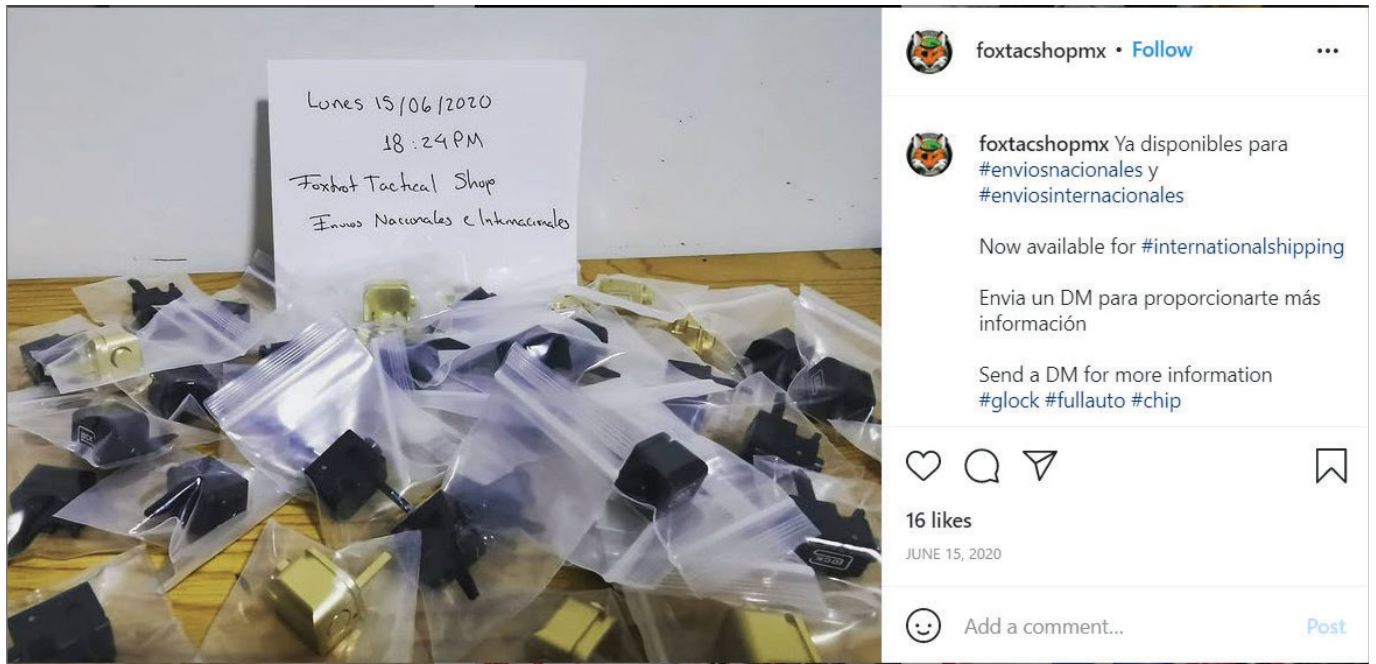 Lunes 15/06/2020
18:24PM
Foxtrot Tactical Shop
Envios Nacionales e Internacionales
GLOCK
foxtacshopmx • Follow
foxtacshopmx Ya disponibles para
#enviosnacionales y
#enviosinternacionales
Now available for #internationalshipping
Envia un DM para proporcionarte más
información
Send a DM for more information
#glock #fullauto #chip
16 likes
JUNE 15, 2020
Add a comment...
Post